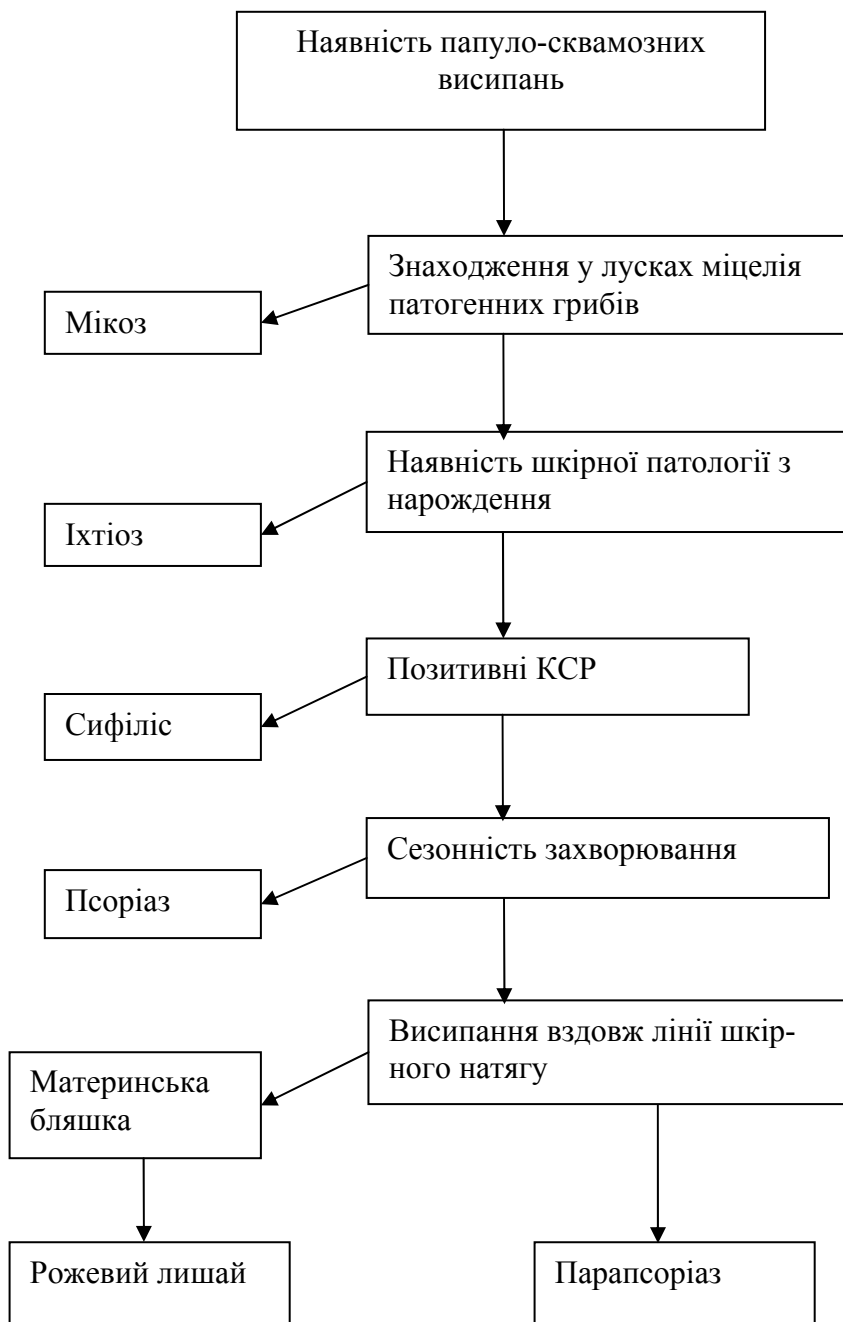 Наявність папуло-сквамозних
висипань
Знаходження у лусках міцелія
патогенних грибів
Мікоз
Наявність шкірної патології з
нарождення
Іхтіоз
Позитивні КСР
Сифіліс
Сезонність захворювання
Псоріаз
Висипання вздовж лінії шкір-
ного натягу
Материнська
бляшка
Рожевий лишай
Парапсоріаз